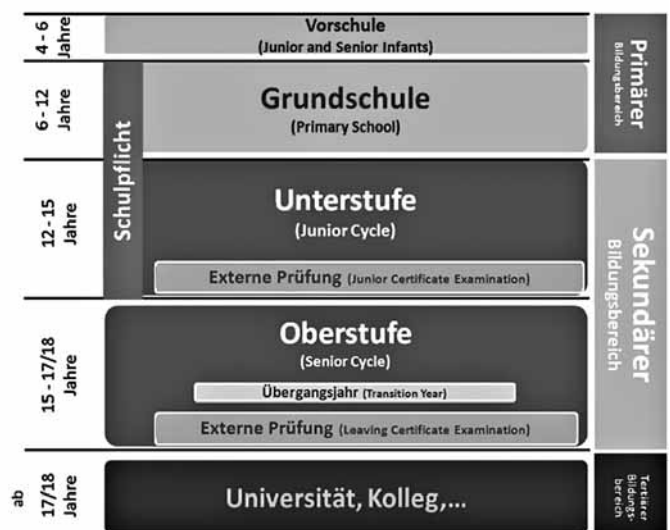 4 - 6
Jahre
Vorschule
(Junior and Senior Infants)
Primärer
Bildungsbereich
6 - 12
Jahre
Grundschule
(Primary School)
Schulpflicht
12 - 15
Jahre
Unterstufe
(Junior Cycle)
Externe Prüfung (Junior Certificate Examination)
Sekundärer
Bildungsbereich
15 - 17/18
Jahre
Oberstufe
(Senior Cycle)
Übergangsjahr (Transition Year)
Externe Prüfung (Leaving Certificate Examination)
ab
17/18
Jahre
Universität, Kolleg,...
Tertiärer
Bildungs-
bereich